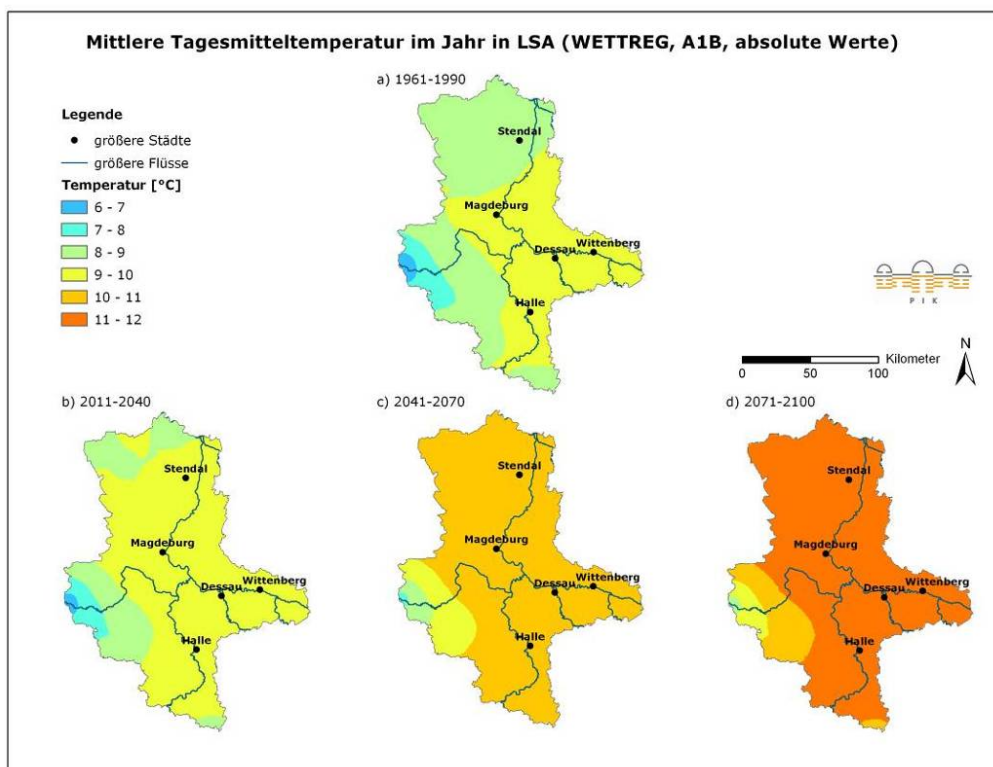 Mittlere Tagesmitteltemperatur im Jahr in LSA (WETTREG, A1B, absolute Werte)
a) 1961-1990
Legende
größere Städte
größere Flüsse
Temperatur [°C]
6 - 7
7 - 8
8 - 9
9 - 10
10 - 11
11 - 12
Stendal
Magdeburg
Dessau
Wittenberg
Halle
P I K
N
Kilometer
0 50 100
b) 2011-2040
Stendal
Magdeburg
Dessau
Wittenberg
Halle
c) 2041-2070
Stendal
Magdeburg
Dessau
Wittenberg
Halle
d) 2071-2100
Stendal
Magdeburg
Dessau
Wittenberg
Halle